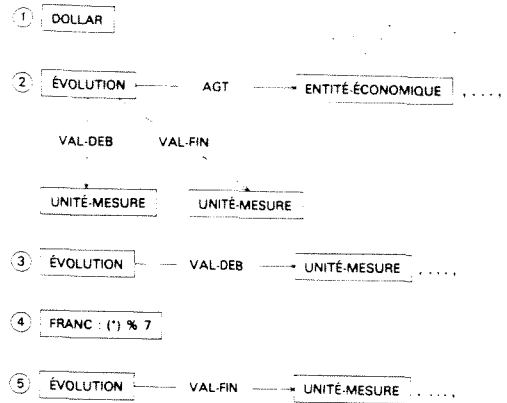 1 DOLLAR
2 ÉVOLUTION AGT ENTITÉ-ÉCONOMIQUE , . . . ,
VAL-DEB VAL-FIN
UNITÉ-MESURE UNITÉ-MESURE
3 ÉVOLUTION VAL-DEB UNITÉ-MESURE , . . . ,
4 FRANC : (*) % 7
5 ÉVOLUTION VAL-FIN UNITÉ-MESURE , . . . ,